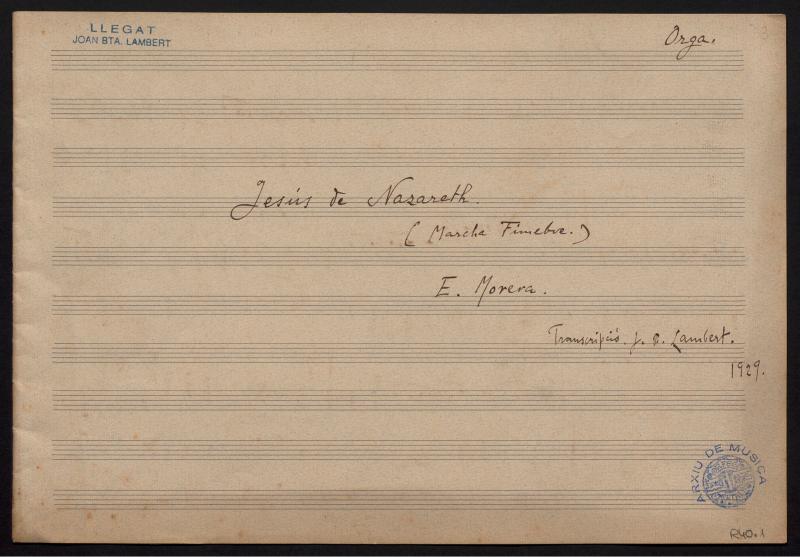 LLEGAT
JOAN BTA. LAMBERT
Orga.
Jesús de Nazareth.
(Marcha Fúnebre.)
E. Morera.
Transcripció. J. B. Lambert.
1929.
ARXIU DE MUSICA
R40.1